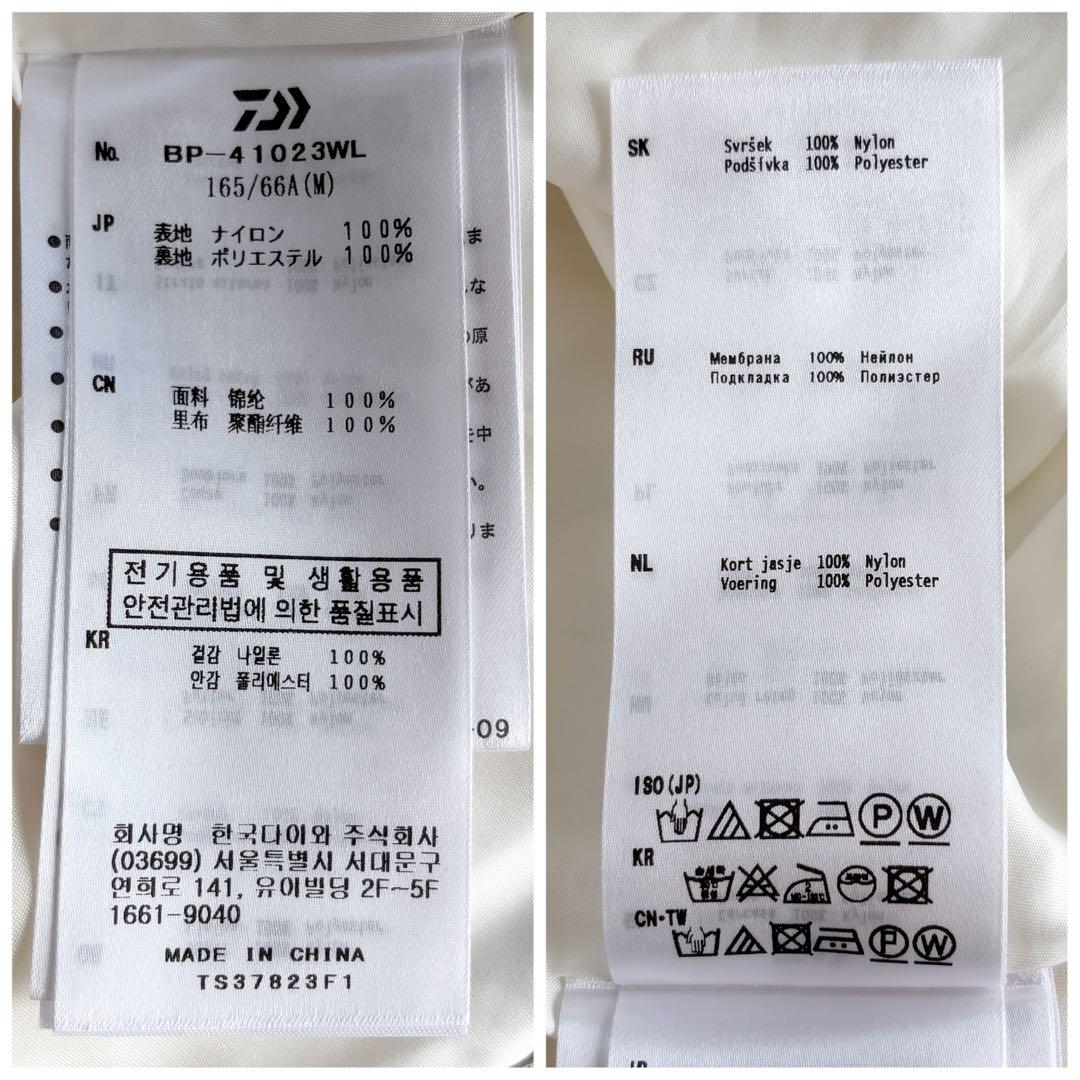 No. BP-41023WL
165/66A(M)
JP
表地 ナイロン 100%
裏地 ポリエステル 100%
CN
面料 锦纶 100%
里布 聚酯纤维 100%
전기용품 및 생활용품
안전관리법에 의한 품질표시
KR
겉감 나일론 100%
안감 폴리에스터 100%
-09
회사명 한국다이와 주식회사
(03699) 서울특별시 서대문구
연희로 141, 유이빌딩 2F~5F
1661-9040
MADE IN CHINA
TS37823F1
SK
Svršek 100% Nylon
Podšívka 100% Polyester
RU
Мембрана 100% Нейлон
Подкладка 100% Полиэстер
NL
Kort jasje 100% Nylon
Voering 100% Polyester
ISO(JP)
P W
KR
CN·TW
P W